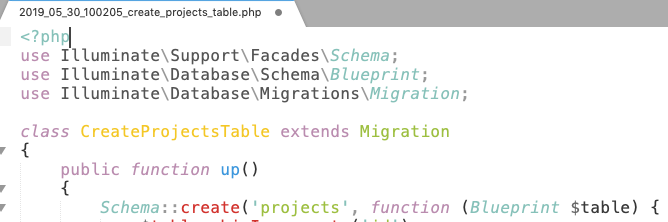 2019_05_30_100205_create_projects_table.php
<?php
use Illuminate\Support\Facades\Schema;
use Illuminate\Database\Schema\Blueprint;
use Illuminate\Database\Migrations\Migration;
class CreateProjectsTable extends Migration
{
public function up()
{
Schema::create('projects', function (Blueprint $table) {